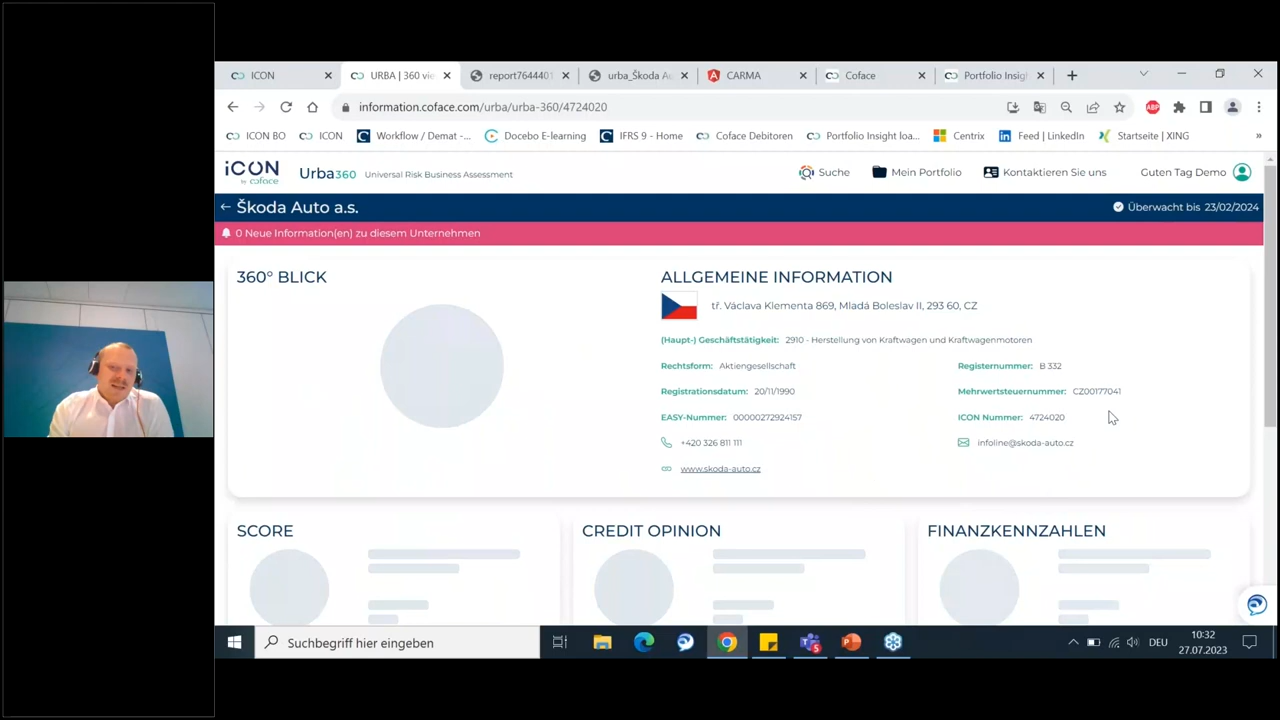 ICON
URBA | 360 vie
report7644401
urba_Škoda Au
CARMA
Coface
Portfolio Insigh
information.coface.com/urba/urba-360/4724020
ABP
ICON BO
ICON
Workflow / Demat -...
Docebo E-learning
IFRS 9 - Home
Coface Debitoren
Portfolio Insight loa...
Centrix
Feed | LinkedIn
Startseite | XING
»
iCON
by coface
Urba360
Universal Risk Business Assessment
Suche
Mein Portfolio
Kontaktieren Sie uns
Guten Tag Demo
Škoda Auto a.s.
Überwacht bis 23/02/2024
0 Neue Information(en) zu diesem Unternehmen
360° BLICK
ALLGEMEINE INFORMATION
tř. Václava Klementa 869, Mladá Boleslav II, 293 60, CZ
(Haupt-) Geschäftstätigkeit: 2910 - Herstellung von Kraftwagen und Kraftwagenmotoren
Rechtsform: Aktiengesellschaft
Registernummer: B 332
Registrationsdatum: 20/11/1990
Mehrwertsteuernummer: CZ00177041
EASY-Nummer: 00000272924157
ICON Nummer: 4724020
+420 326 811 111
infoline@skoda-auto.cz
www.skoda-auto.cz
SCORE
CREDIT OPINION
FINANZKENNZAHLEN
Suchbegriff hier eingeben
5
DEU
10:32
27.07.2023